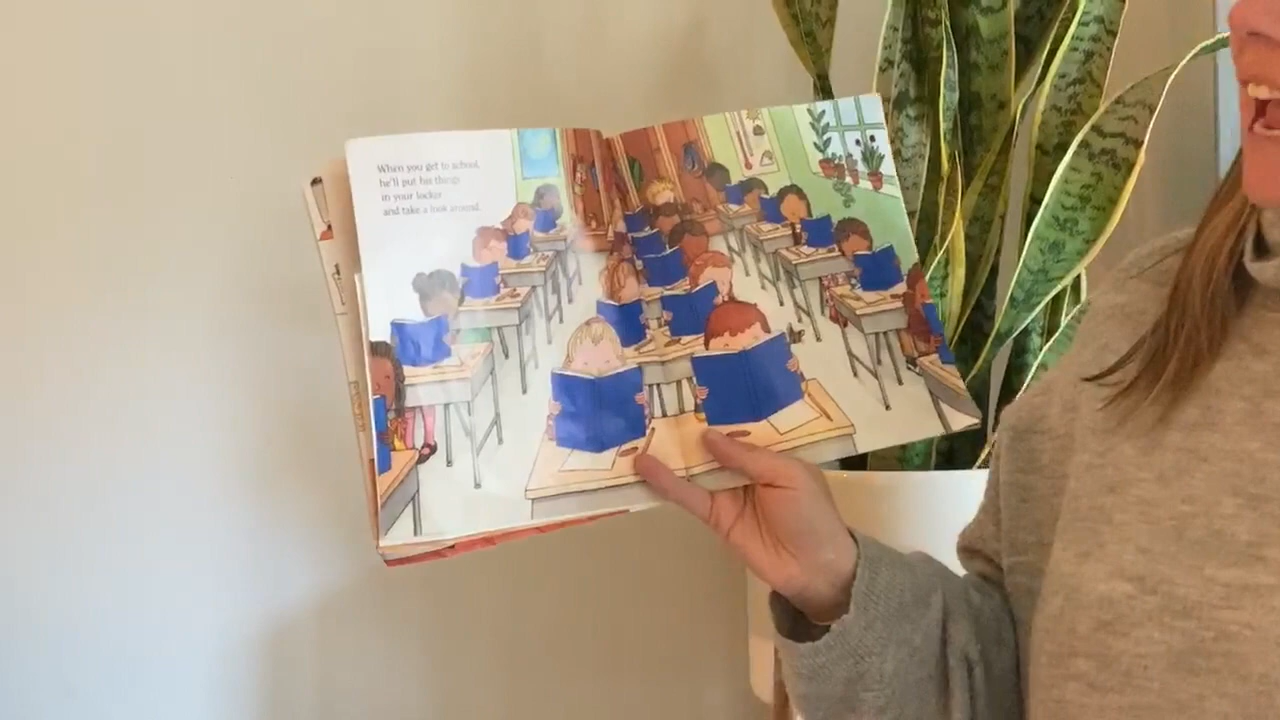 When you get to school,
he'll put his things
in your locker
and take a look around.